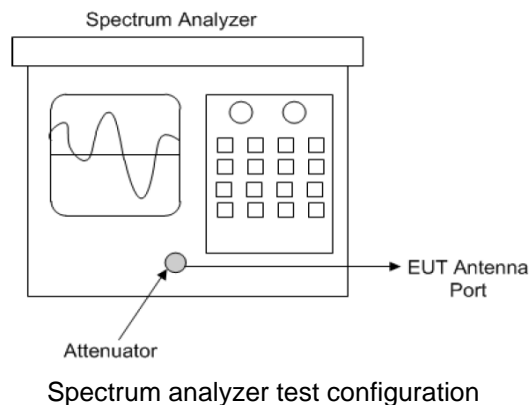 Spectrum Analyzer
EUT Antenna
Port
Attenuator
Spectrum analyzer test configuration